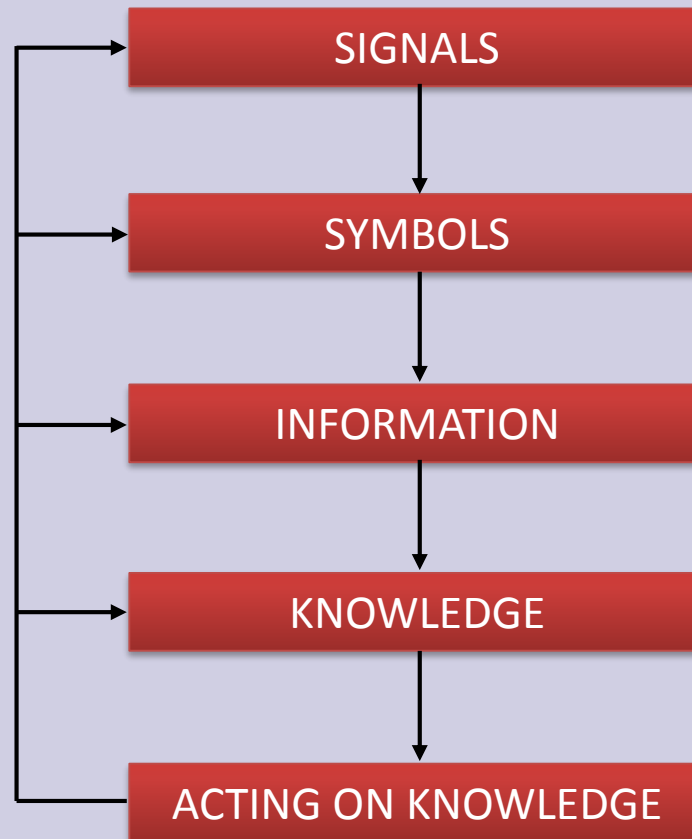 SIGNALS
SYMBOLS
INFORMATION
KNOWLEDGE
ACTING ON KNOWLEDGE